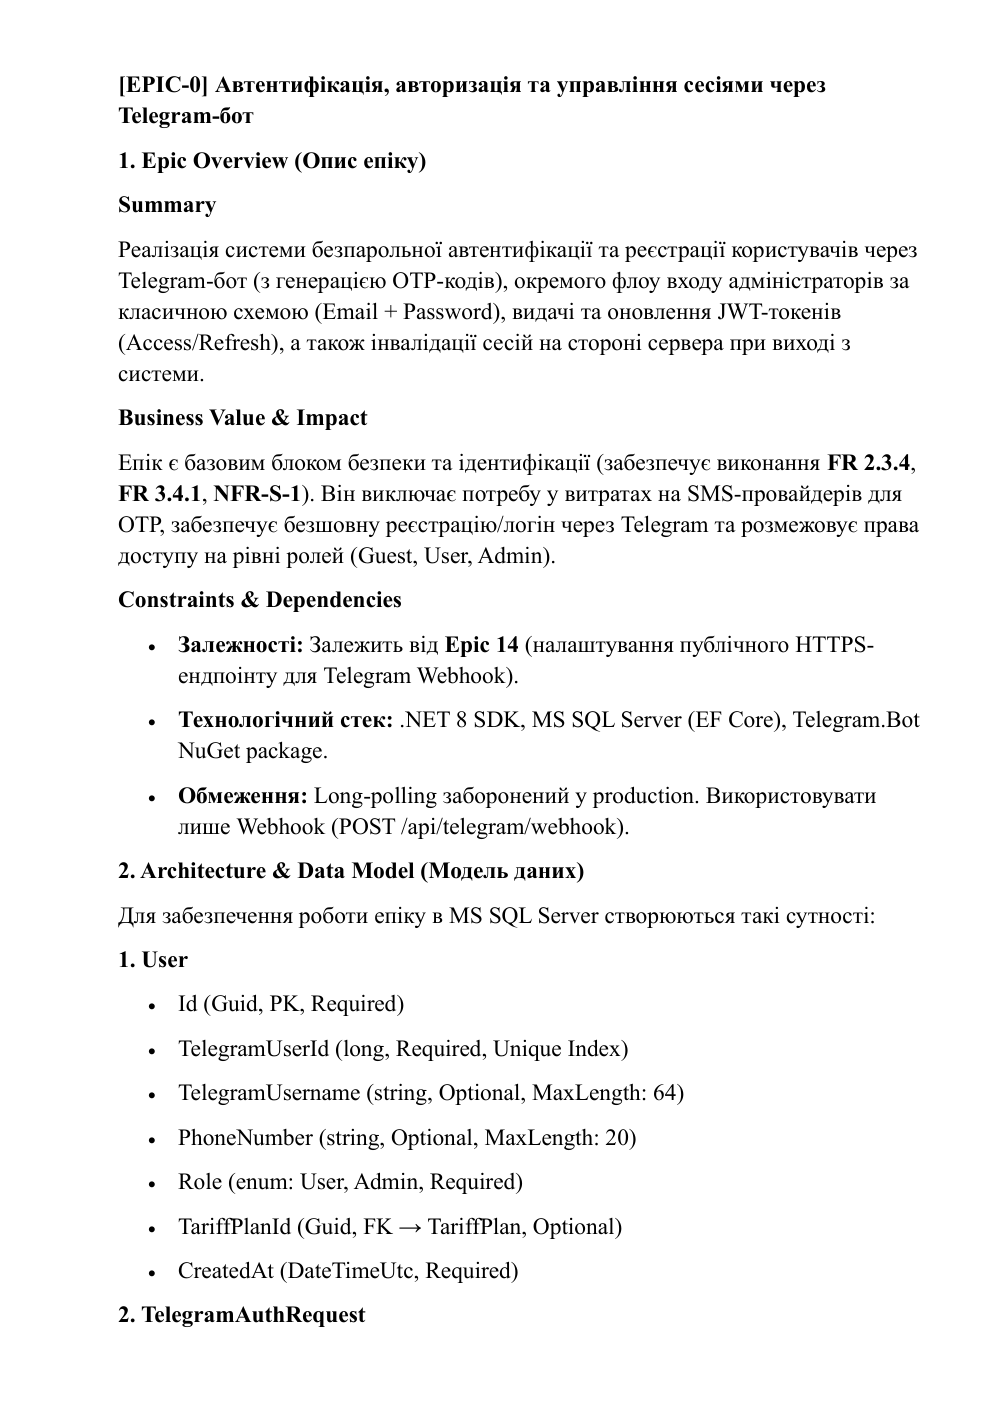 [EPIC-0] Автентифікація, авторизація та управління сесіями через
Telegram-бот
1. Epic Overview (Опис епіку)
Summary
Реалізація системи безпарольної автентифікації та реєстрації користувачів через
Telegram-бот (з генерацією OTP-кодів), окремого флоу входу адміністраторів за
класичною схемою (Email + Password), видачі та оновлення JWT-токенів
(Access/Refresh), а також інвалідації сесій на стороні сервера при виході з
системи.
Business Value & Impact
Епік є базовим блоком безпеки та ідентифікації (забезпечує виконання FR 2.3.4,
FR 3.4.1, NFR-S-1). Він виключає потребу у витратах на SMS-провайдерів для
OTP, забезпечує безшовну реєстрацію/логін через Telegram та розмежовує права
доступу на рівні ролей (Guest, User, Admin).
Constraints & Dependencies
• Залежності: Залежить від Epic 14 (налаштування публічного HTTPS-
ендпоінту для Telegram Webhook).
• Технологічний стек: .NET 8 SDK, MS SQL Server (EF Core), Telegram.Bot
NuGet package.
• Обмеження: Long-polling заборонений у production. Використовувати
лише Webhook (POST /api/telegram/webhook).
2. Architecture & Data Model (Модель даних)
Для забезпечення роботи епіку в MS SQL Server створюються такі сутності:
1. User
• Id (Guid, PK, Required)
• TelegramUserId (long, Required, Unique Index)
• TelegramUsername (string, Optional, MaxLength: 64)
• PhoneNumber (string, Optional, MaxLength: 20)
• Role (enum: User, Admin, Required)
• TariffPlanId (Guid, FK → TariffPlan, Optional)
• CreatedAt (DateTimeUtc, Required)
2. TelegramAuthRequest